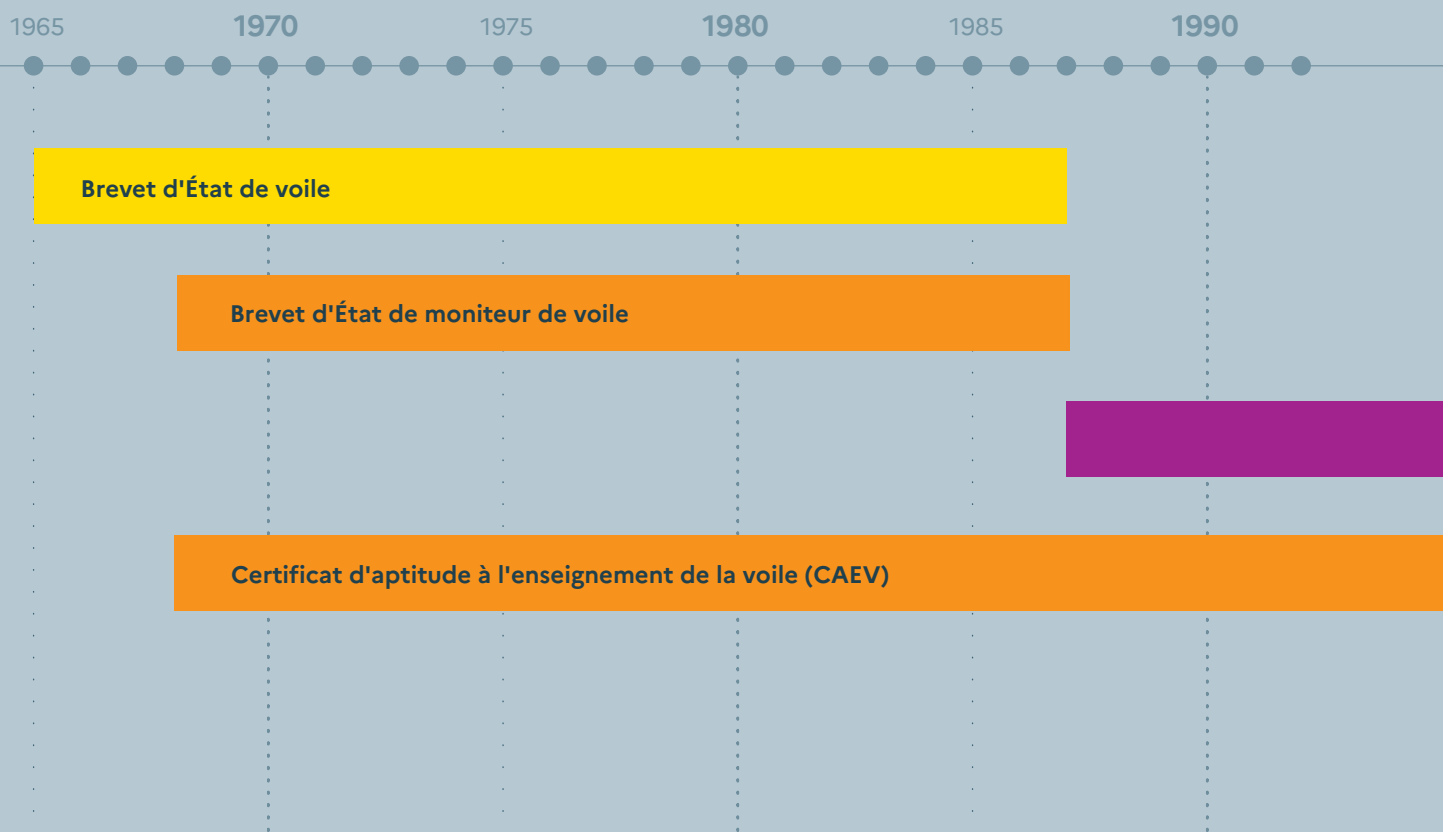 1965 1970 1975 1980 1985 1990
Brevet d'État de voile
Brevet d'État de moniteur de voile
Certificat d'aptitude à l'enseignement de la voile (CAEV)